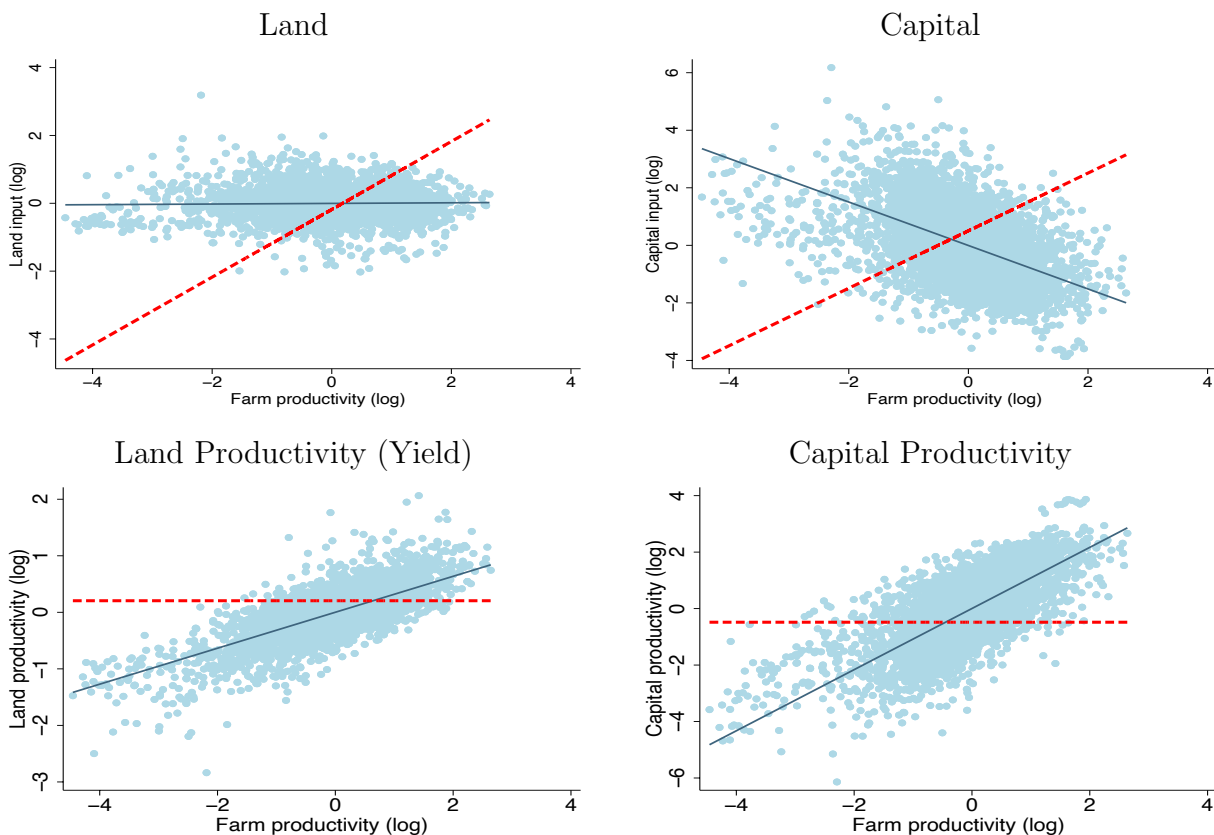 Land
Land input (log)
4
2
0
−2
−4
−4 −2 0 2 4
Farm productivity (log)
Capital
Capital input (log)
6
4
2
0
−2
−4
−4 −2 0 2 4
Farm productivity (log)
Land Productivity (Yield)
Land productivity (log)
2
1
0
−1
−2
−3
−4 −2 0 2 4
Farm productivity (log)
Capital Productivity
Capital productivity (log)
4
2
0
−2
−4
−6
−4 −2 0 2 4
Farm productivity (log)